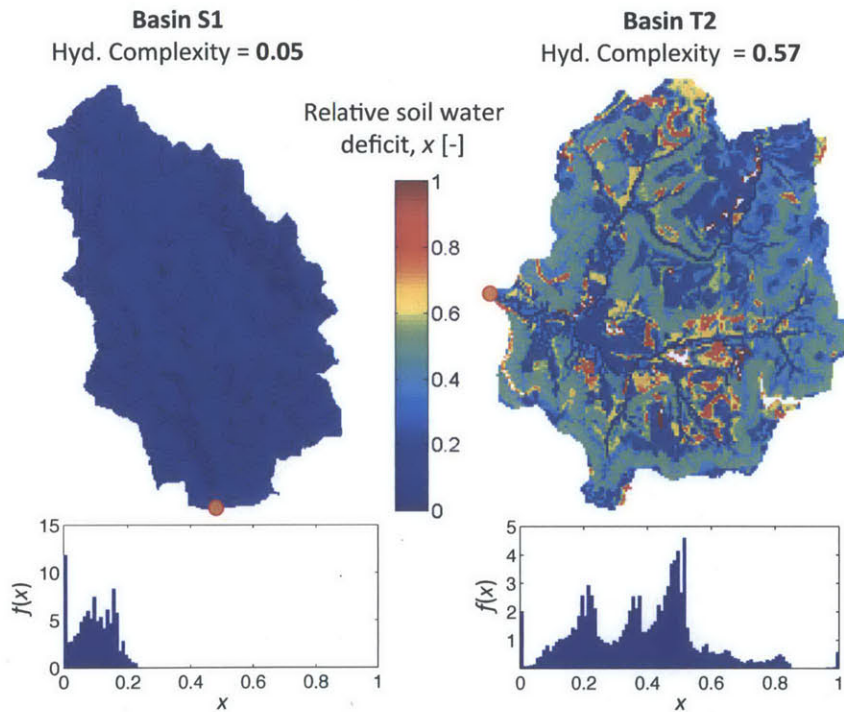 Basin S1
Hyd. Complexity = 0.05
Basin T2
Hyd. Complexity = 0.57
Relative soil water
deficit, x [-]
1
0.8
0.6
0.4
0.2
0
15
10
5
0
f(x)
0 0.2 0.4 0.6 0.8 1
x
5
4
3
2
1
f(x)
0 0.2 0.4 0.6 0.8 1
x